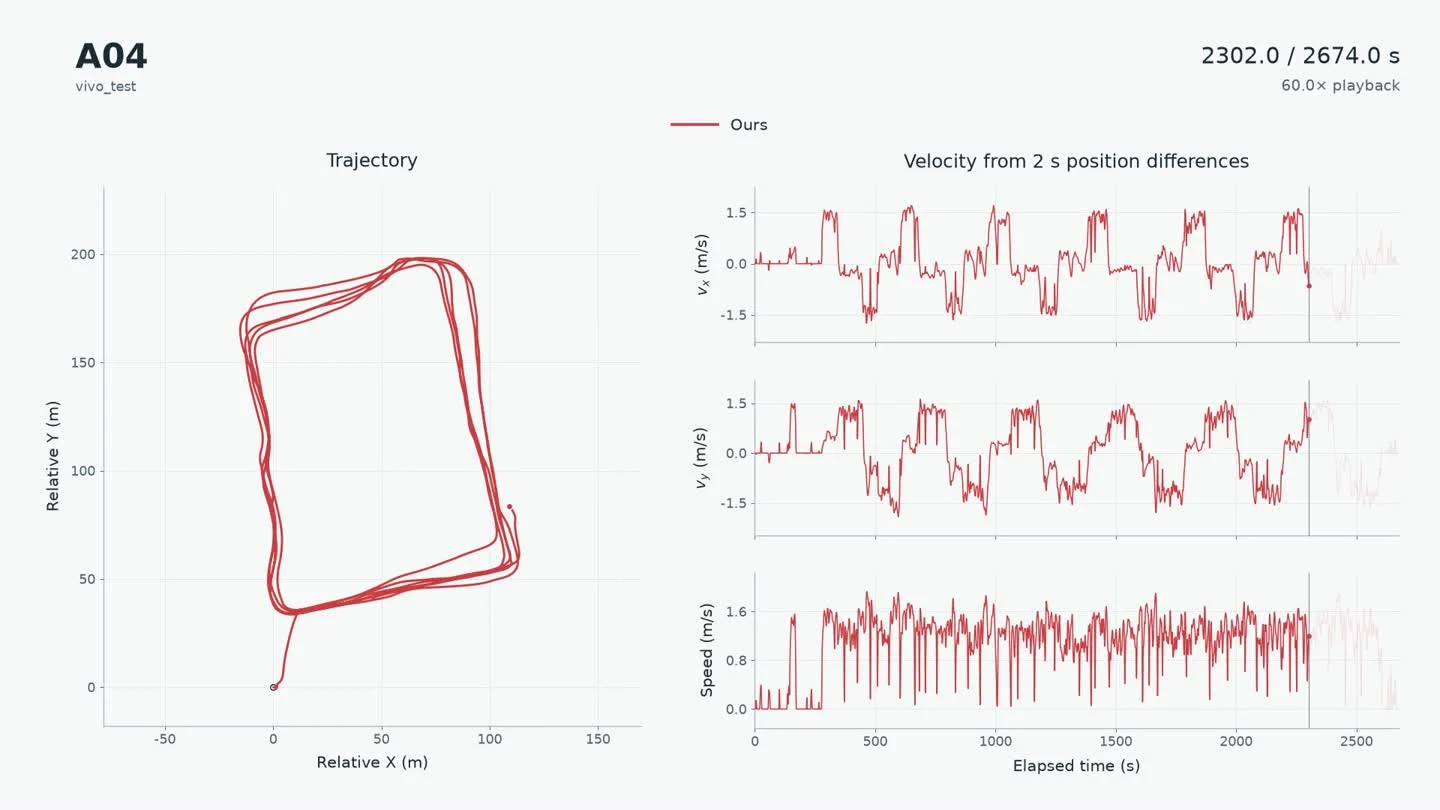 A04
vivo_test
2302.0 / 2674.0 s
60.0× playback
Ours
Trajectory
200
150
100
50
0
-50
0
50
100
150
Relative Y (m)
Relative X (m)
Velocity from 2 s position differences
1.5
0.0
-1.5
vx (m/s)
1.5
0.0
-1.5
vy (m/s)
1.6
0.8
0.0
Speed (m/s)
0
500
1000
1500
2000
2500
Elapsed time (s)